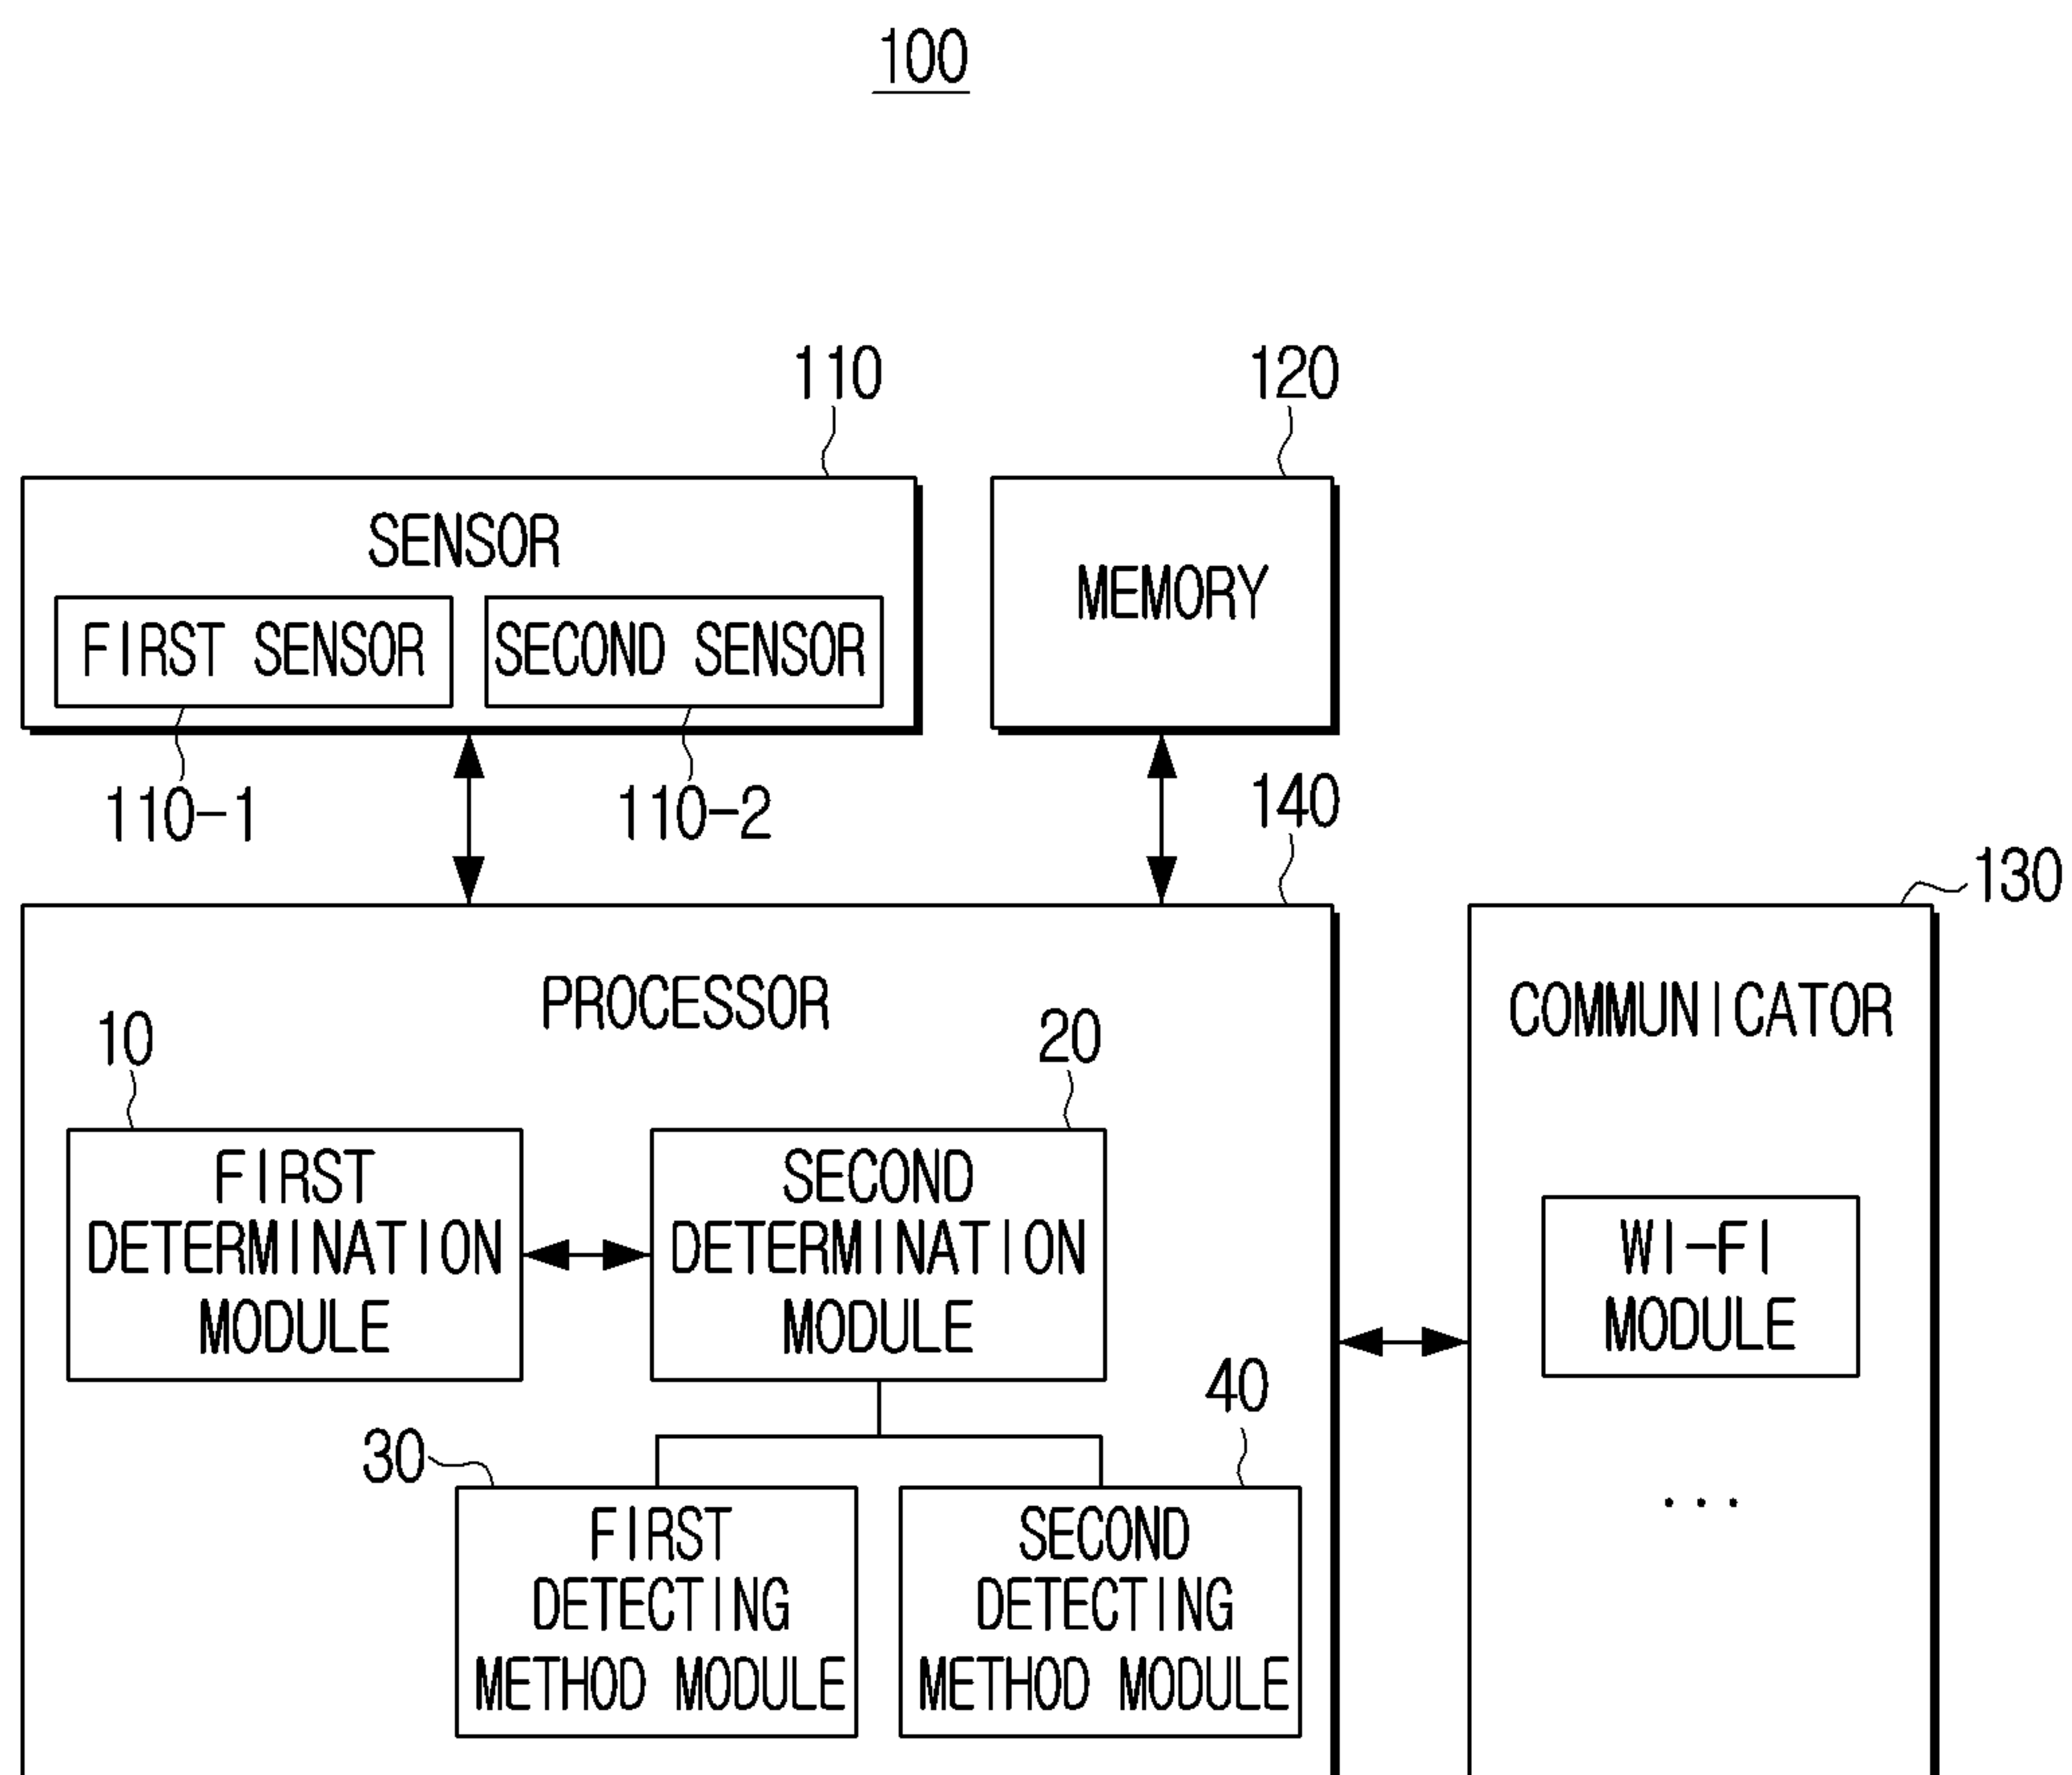 100
110
120
SENSOR
FIRST SENSOR
SECOND SENSOR
MEMORY
110-1
110-2
140
130
PROCESSOR
COMMUNICATOR
10
20
FIRST
DETERMINATION
MODULE
SECOND
DETERMINATION
MODULE
WI-FI
MODULE
30
40
FIRST
DETECTING
METHOD MODULE
SECOND
DETECTING
METHOD MODULE
...